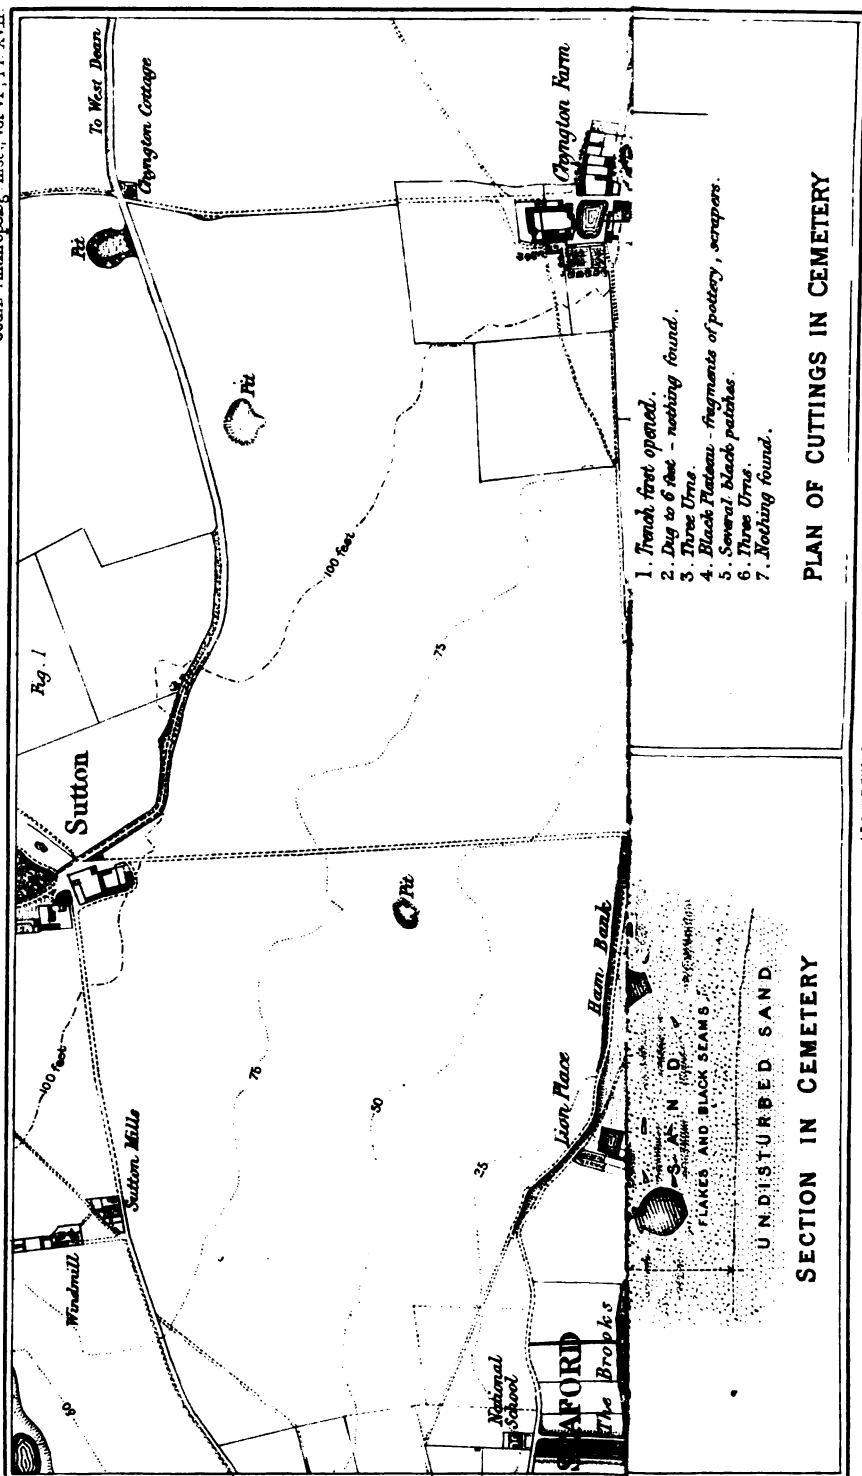 To West Dean
Chyngton Cottage
Pit
Pit
Chyngton Farm
Fig. 1
Sutton
100 feet
75
Pit
100 feet
Sutton Mills
Windmill
75
50
25
80
Lion Place
Ham Bank
National
School
SEAFORD
The Brooks
1. Trench first opened.
2. Dug to 6 feet - nothing found.
3. Three Urns.
4. Black Plateau - fragments of pottery, scrapers.
5. Several black patches.
6. Three Urns.
7. Nothing found.
PLAN OF CUTTINGS IN CEMETERY
SAND
FLAKES AND BLACK SEAMS
UNDISTURBED SAND
SECTION IN CEMETERY